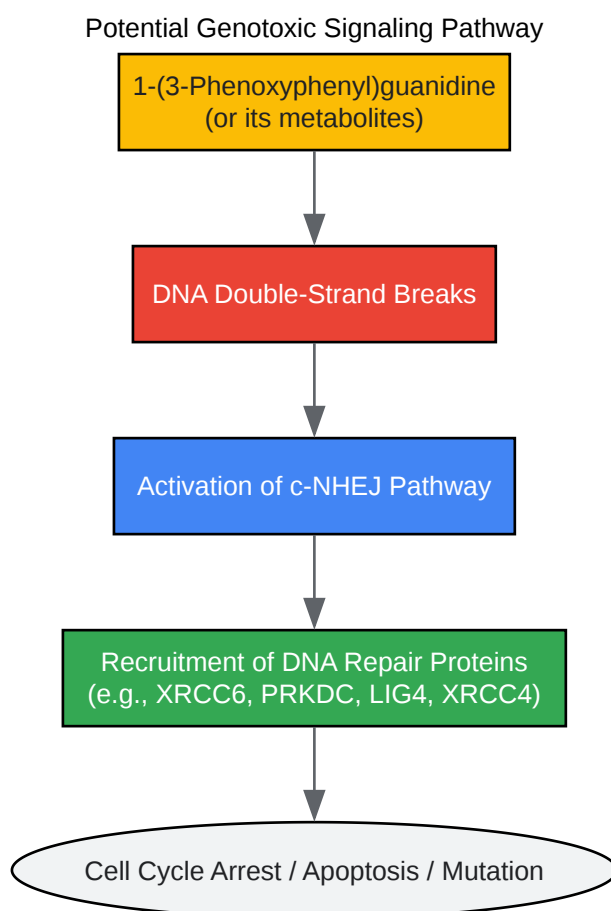 Potential Genotoxic Signaling Pathway
1-(3-Phenoxyphenyl)guanidine
(or its metabolites)
DNA Double-Strand Breaks
Activation of c-NHEJ Pathway
Recruitment of DNA Repair Proteins
(e.g., XRCC6, PRKDC, LIG4, XRCC4)
Cell Cycle Arrest / Apoptosis / Mutation